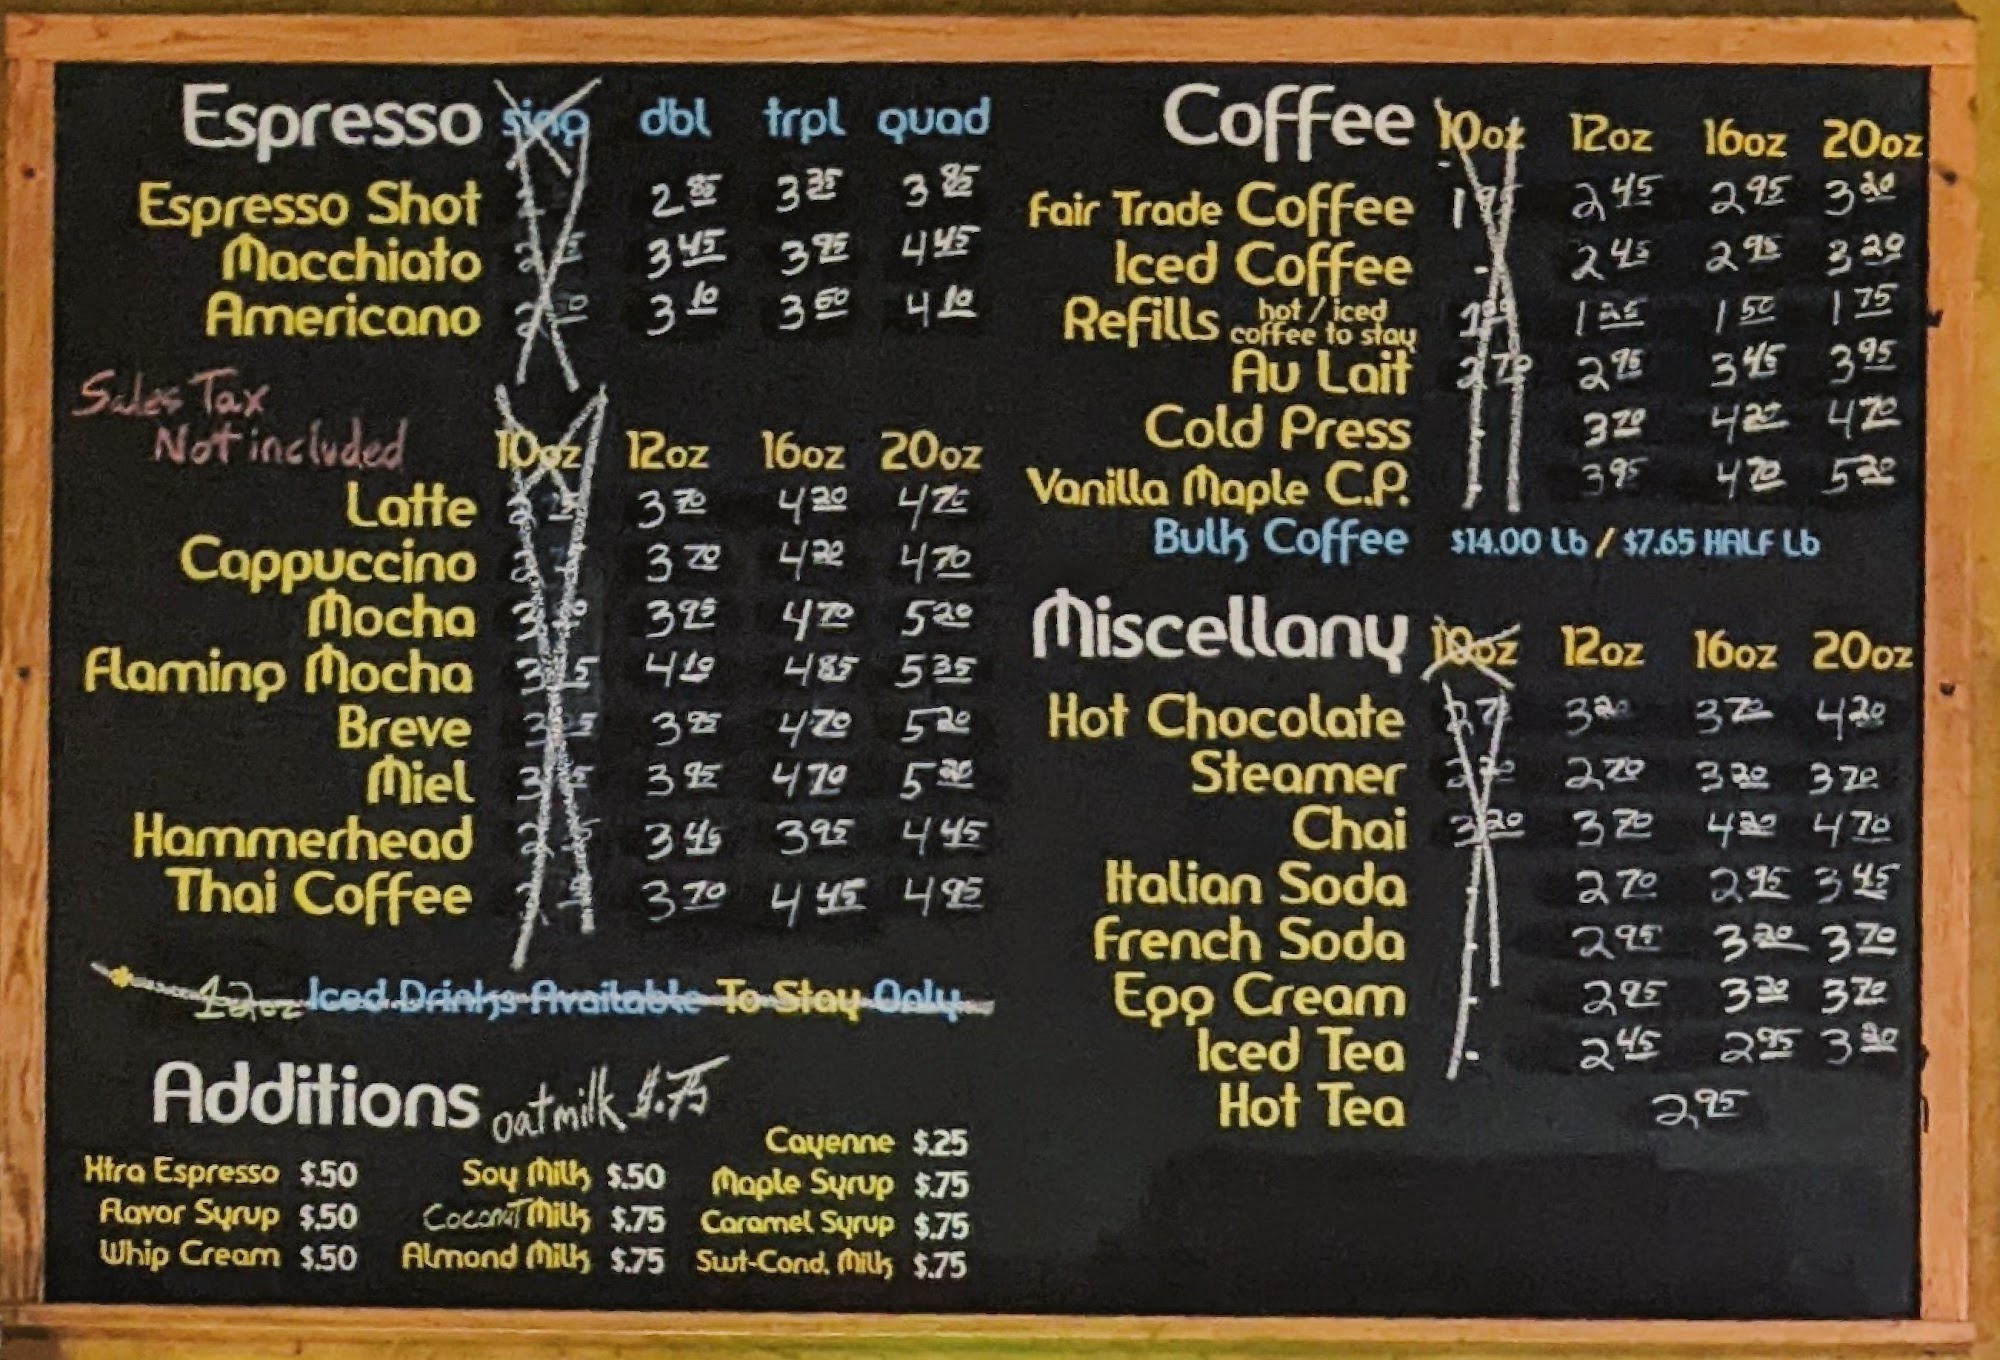 Espresso sing dbl trpl quad
Espresso Shot 2 85 3 35 3 85
Macchiato 3 45 3 95 4 45
Americano 3 10 3 60 4 10
Sales Tax
Not included
10oz 12oz 16oz 20oz
Latte 3 70 4 20 4 70
Cappuccino 3 70 4 20 4 70
Mocha 3 95 4 70 5 20
Flaming Mocha 4 10 4 85 5 35
Breve 3 95 4 70 5 20
Miel 3 95 4 70 5 20
Hammerhead 3 45 3 95 4 45
Thai Coffee 3 70 4 45 4 95
12oz Iced Drinks Available To Stay Only
Additions oatmilk $.75
Xtra Espresso $.50
Flavor Syrup $.50
Whip Cream $.50
Soy Milk $.50
Coconut Milk $.75
Almond Milk $.75
Cayenne $.25
Maple Syrup $.75
Caramel Syrup $.75
Swt-Cond. Milk $.75
Coffee 10oz 12oz 16oz 20oz
Fair Trade Coffee 1 95 2 45 2 95 3 20
Iced Coffee - 2 45 2 95 3 20
Refills hot / iced coffee to stay 1 25 1 50 1 75
Au Lait 2 70 2 95 3 45 3 95
Cold Press - 3 70 4 20 4 70
Vanilla Maple C.P. - 3 95 4 70 5 20
Bulk Coffee $14.00 Lb / $7.65 HALF Lb
Miscellany 10oz 12oz 16oz 20oz
Hot Chocolate 3 20 3 70 4 20
Steamer 2 70 3 20 3 70
Chai 3 20 3 70 4 20 4 70
Italian Soda - 2 70 2 95 3 45
French Soda - 2 95 3 20 3 70
Egg Cream - 2 95 3 20 3 70
Iced Tea - 2 45 2 95 3 20
Hot Tea 2 95